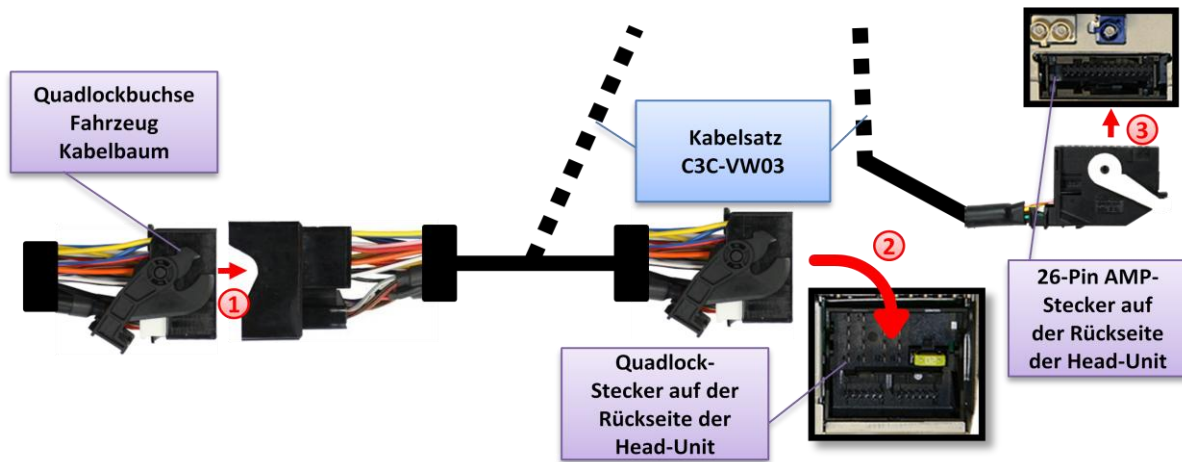 Quadlockbuchse
Fahrzeug
Kabelbaum
Kabelsatz
C3C-VW03
3
2
1
26-Pin AMP-
Stecker auf
der Rückseite
der Head-Unit
Quadlock-
Stecker auf der
Rückseite der
Head-Unit